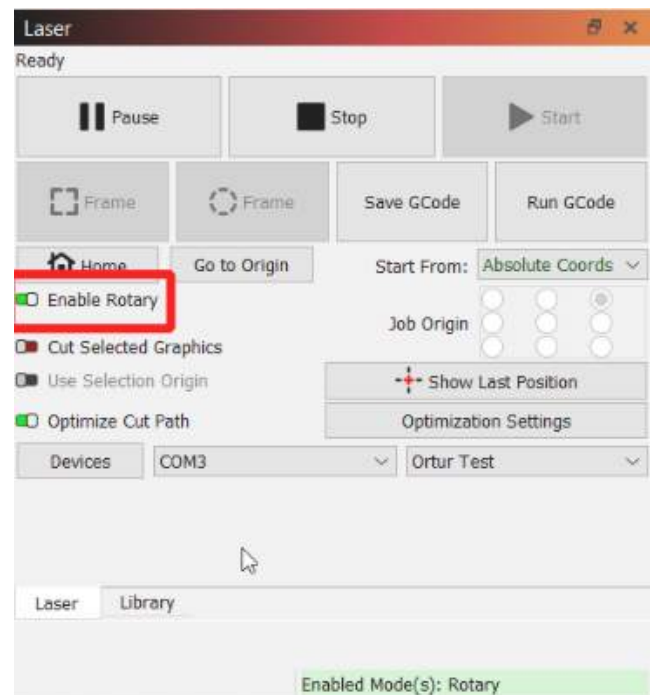 Laser
Ready
Pause
Stop
Start
Frame
Frame
Save GCode
Run GCode
Home
Go to Origin
Start From:
Absolute Coords
Enable Rotary
Job Origin
Cut Selected Graphics
Use Selection Origin
Show Last Position
Optimize Cut Path
Optimization Settings
Devices
COM3
Ortur Test
Laser
Library
Enabled Mode(s): Rotary